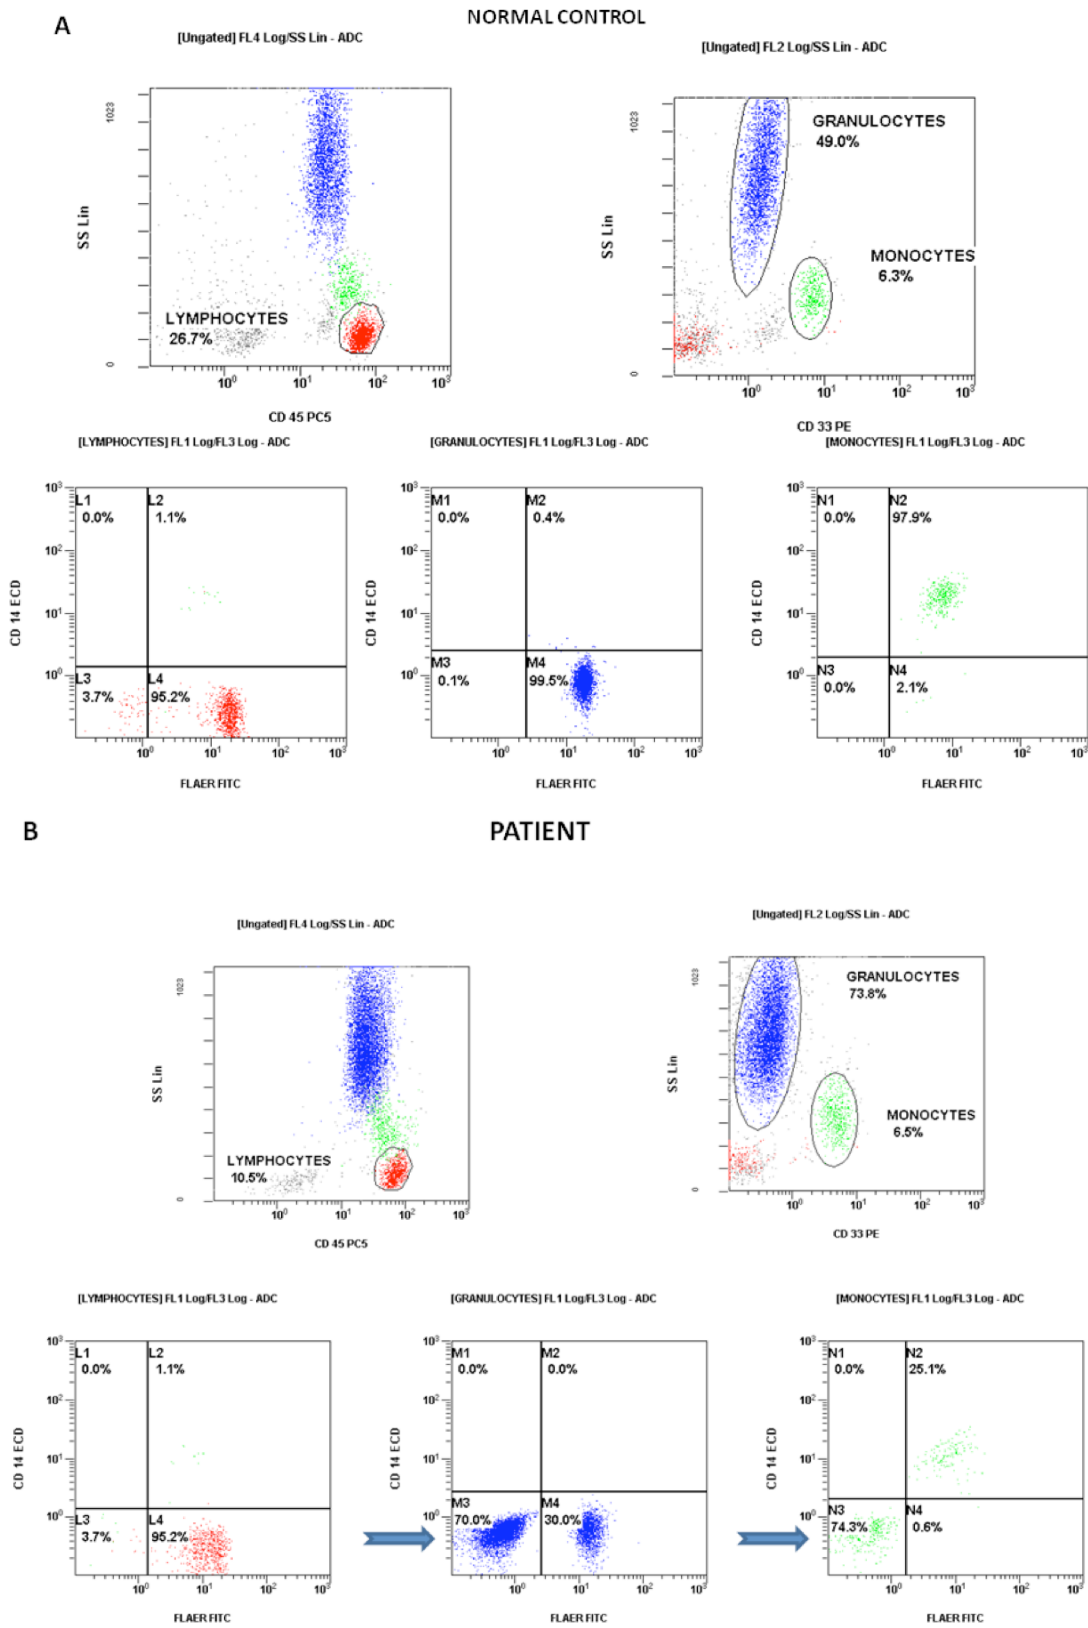 A
NORMAL CONTROL
[Ungated] FL4 Log/SS Lin - ADC
[Ungated] FL2 Log/SS Lin - ADC
1023
SS Lin
0
LYMPHOCYTES
26.7%
10^0 10^1 10^2 10^3
CD 45 PC5
1023
SS Lin
0
GRANULOCYTES
49.0%
MONOCYTES
6.3%
10^0 10^1 10^2 10^3
CD 33 PE
[LYMPHOCYTES] FL1 Log/FL3 Log - ADC
[GRANULOCYTES] FL1 Log/FL3 Log - ADC
[MONOCYTES] FL1 Log/FL3 Log - ADC
10^3
10^2
10^1
10^0
CD 14 ECD
L1
0.0%
L2
1.1%
L3
3.7%
L4
95.2%
10^0 10^1 10^2 10^3
FLAER FITC
10^3
10^2
10^1
10^0
CD 14 ECD
M1
0.0%
M2
0.4%
M3
0.1%
M4
99.5%
10^0 10^1 10^2 10^3
FLAER FITC
10^3
10^2
10^1
10^0
CD 14 ECD
N1
0.0%
N2
97.9%
N3
0.0%
N4
2.1%
10^0 10^1 10^2 10^3
FLAER FITC
B
PATIENT
[Ungated] FL4 Log/SS Lin - ADC
[Ungated] FL2 Log/SS Lin - ADC
1023
SS Lin
0
LYMPHOCYTES
10.5%
10^0 10^1 10^2 10^3
CD 45 PC5
1023
SS Lin
0
GRANULOCYTES
73.8%
MONOCYTES
6.5%
10^0 10^1 10^2 10^3
CD 33 PE
[LYMPHOCYTES] FL1 Log/FL3 Log - ADC
[GRANULOCYTES] FL1 Log/FL3 Log - ADC
[MONOCYTES] FL1 Log/FL3 Log - ADC
10^3
10^2
10^1
10^0
CD 14 ECD
L1
0.0%
L2
1.1%
L3
3.7%
L4
95.2%
10^0 10^1 10^2 10^3
FLAER FITC
10^3
10^2
10^1
10^0
CD 14 ECD
M1
0.0%
M2
0.0%
M3
70.0%
M4
30.0%
10^0 10^1 10^2 10^3
FLAER FITC
10^3
10^2
10^1
10^0
CD 14 ECD
N1
0.0%
N2
25.1%
N3
74.3%
N4
0.6%
10^0 10^1 10^2 10^3
FLAER FITC